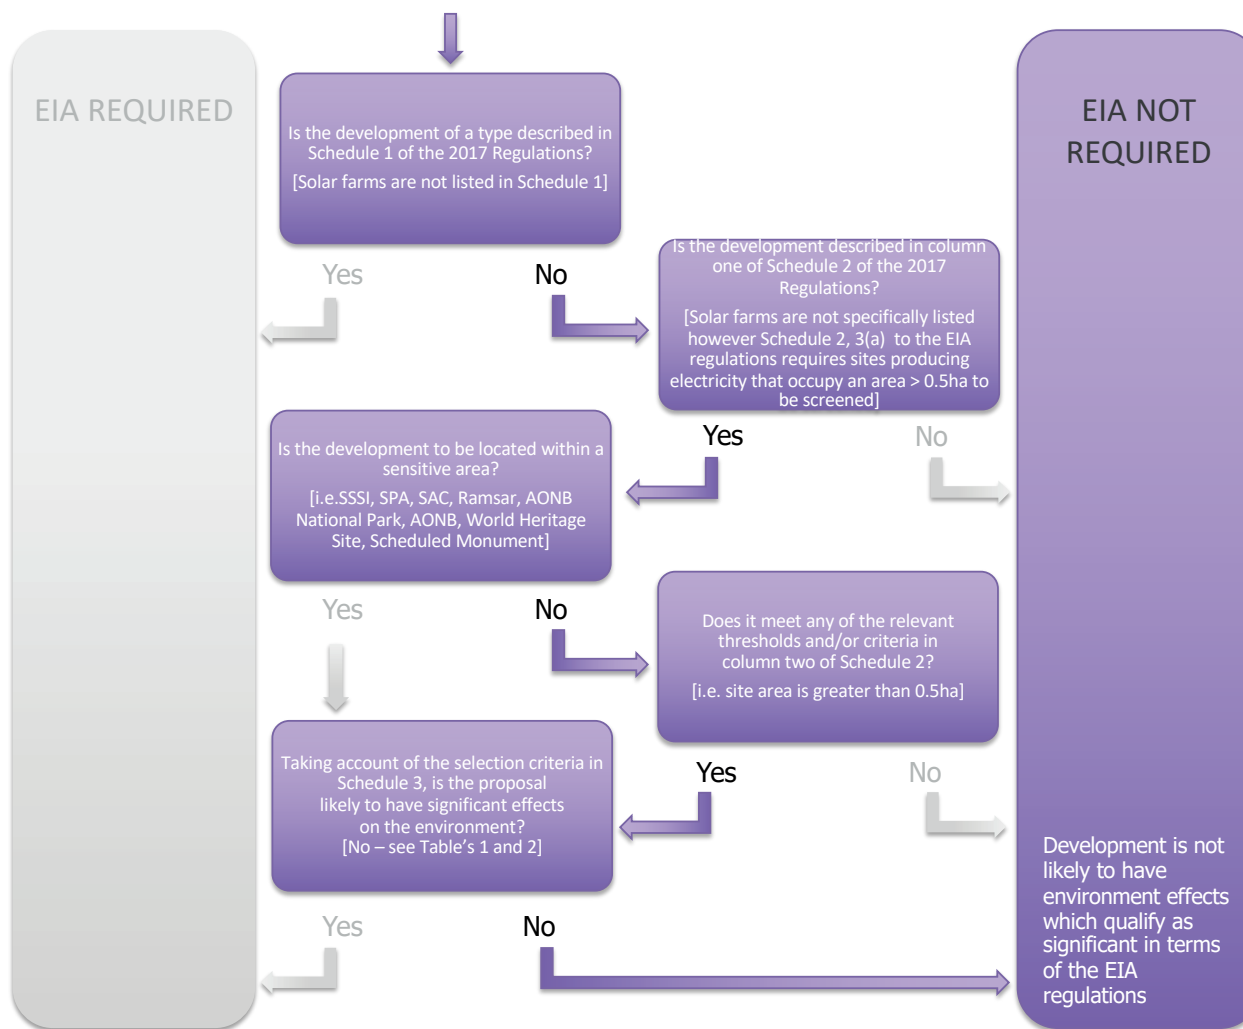 EIA REQUIRED
Is the development of a type described in
Schedule 1 of the 2017 Regulations?
[Solar farms are not listed in Schedule 1]
EIA NOT
REQUIRED
Yes
No
Is the development described in column
one of Schedule 2 of the 2017
Regulations?
[Solar farms are not specifically listed
however Schedule 2, 3(a) to the EIA
regulations requires sites producing
electricity that occupy an area > 0.5ha to
be screened]
Yes
No
Is the development to be located within a
sensitive area?
[i.e.SSSI, SPA, SAC, Ramsar, AONB
National Park, AONB, World Heritage
Site, Scheduled Monument]
Yes
No
Does it meet any of the relevant
thresholds and/or criteria in
column two of Schedule 2?
[i.e. site area is greater than 0.5ha]
Yes
No
Taking account of the selection criteria in
Schedule 3, is the proposal
likely to have significant effects
on the environment?
[No – see Table's 1 and 2]
Yes
No
Development is not
likely to have
environment effects
which qualify as
significant in terms
of the EIA
regulations